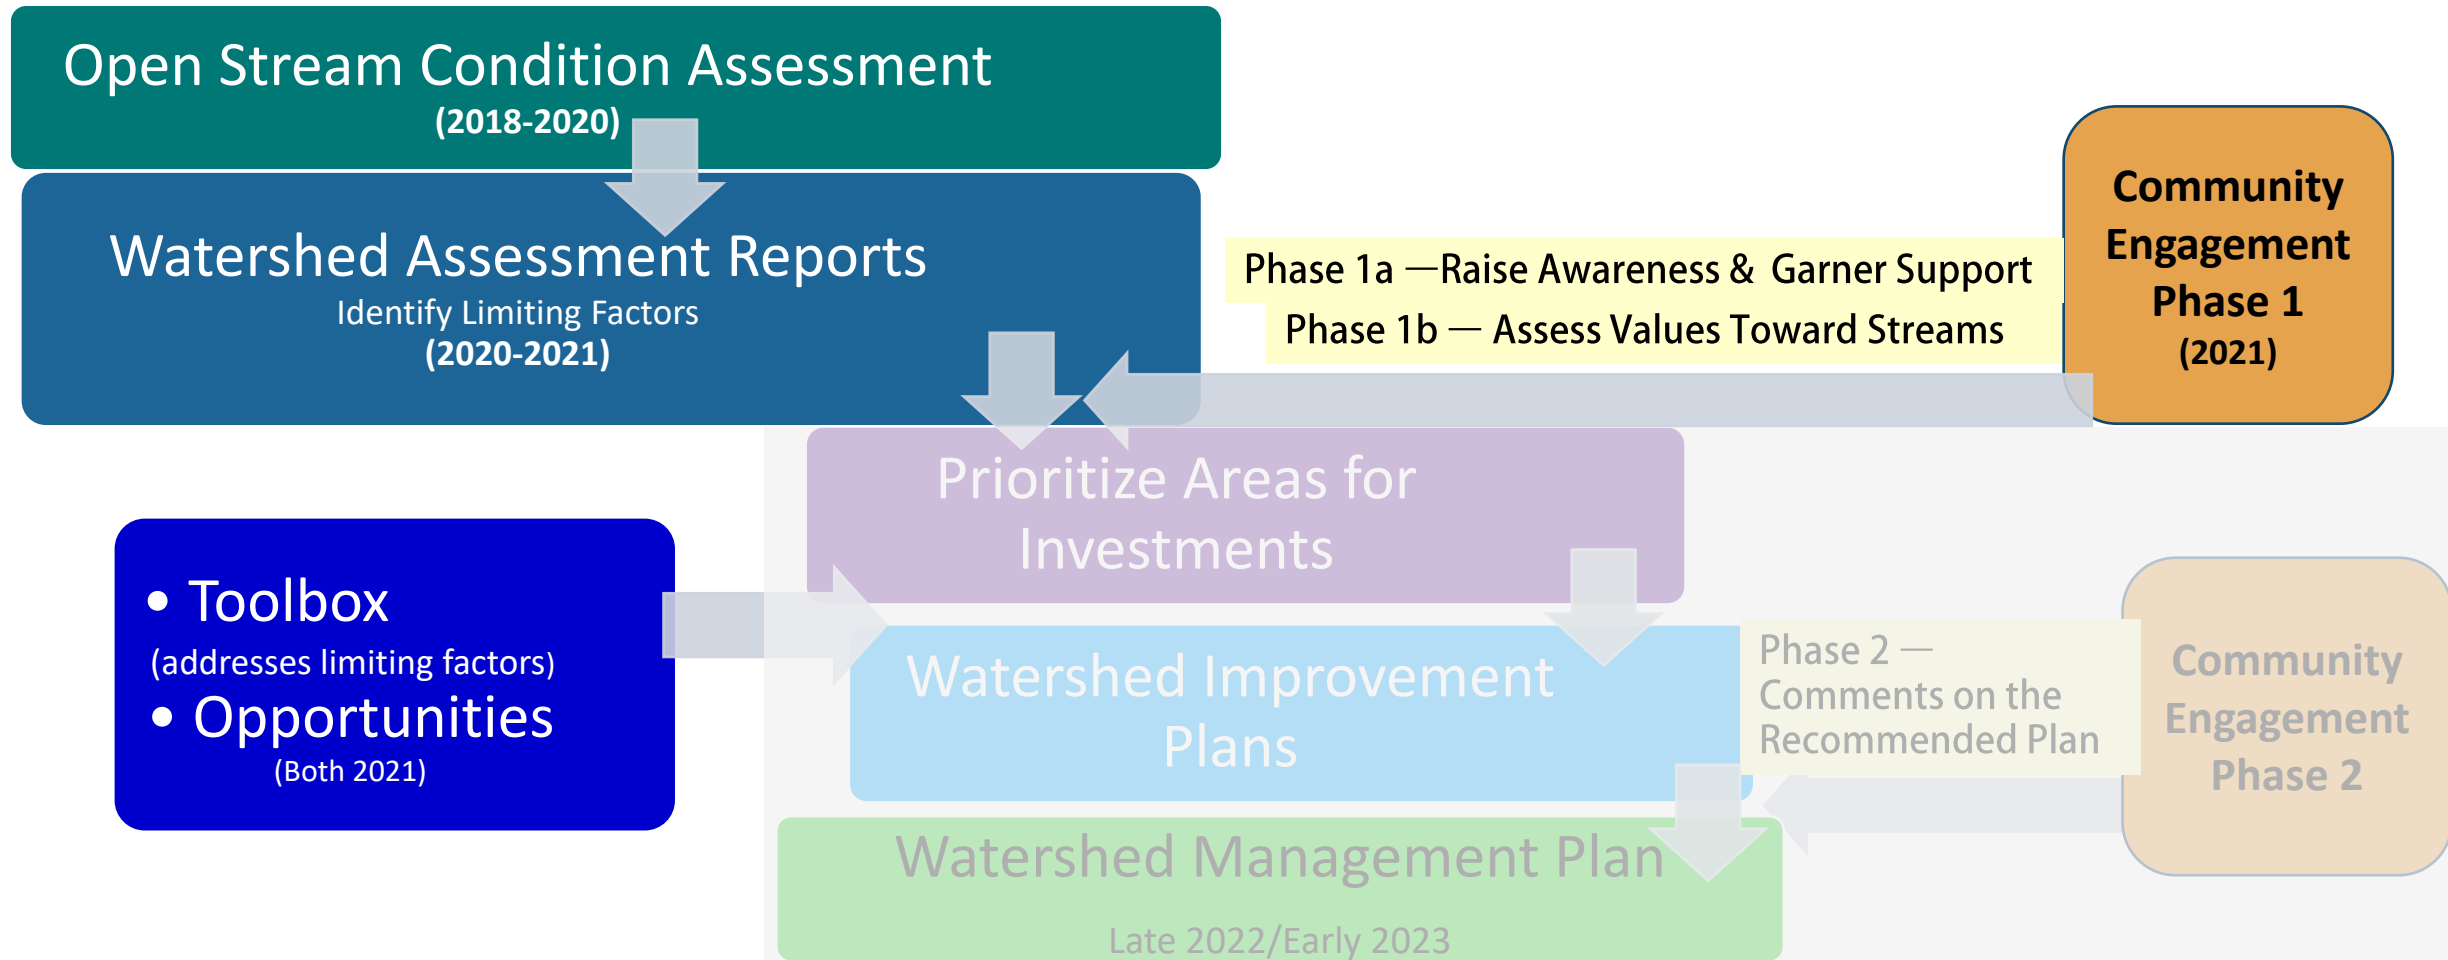 Open Stream Condition Assessment
(2018-2020)
Watershed Assessment Reports
Identify Limiting Factors
(2020-2021)
Phase 1a —Raise Awareness & Garner Support
Phase 1b — Assess Values Toward Streams
Community
Engagement
Phase 1
(2021)
Prioritize Areas for
Investments
• Toolbox
(addresses limiting factors)
• Opportunities
(Both 2021)
Watershed Improvement
Plans
Phase 2 —
Comments on the
Recommended Plan
Community
Engagement
Phase 2
Watershed Management Plan
Late 2022/Early 2023